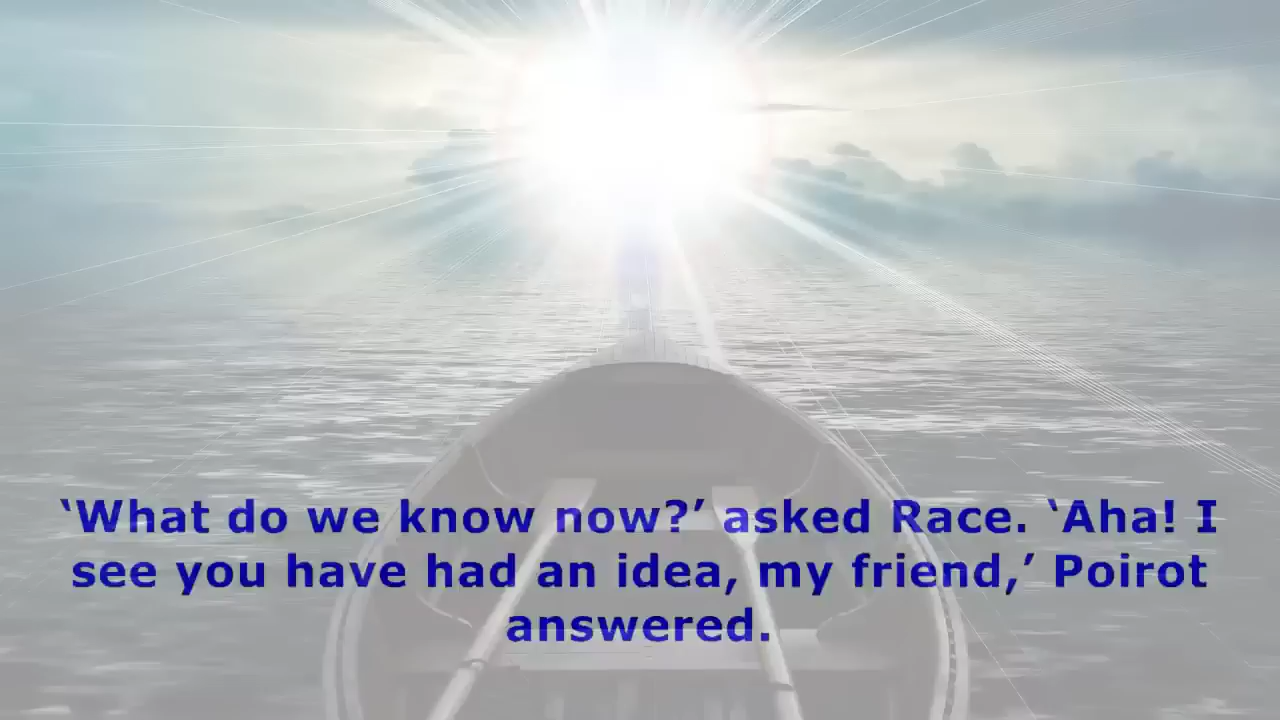 ‘What do we know now?’ asked Race. ‘Aha! I
see you have had an idea, my friend,’ Poirot
answered.